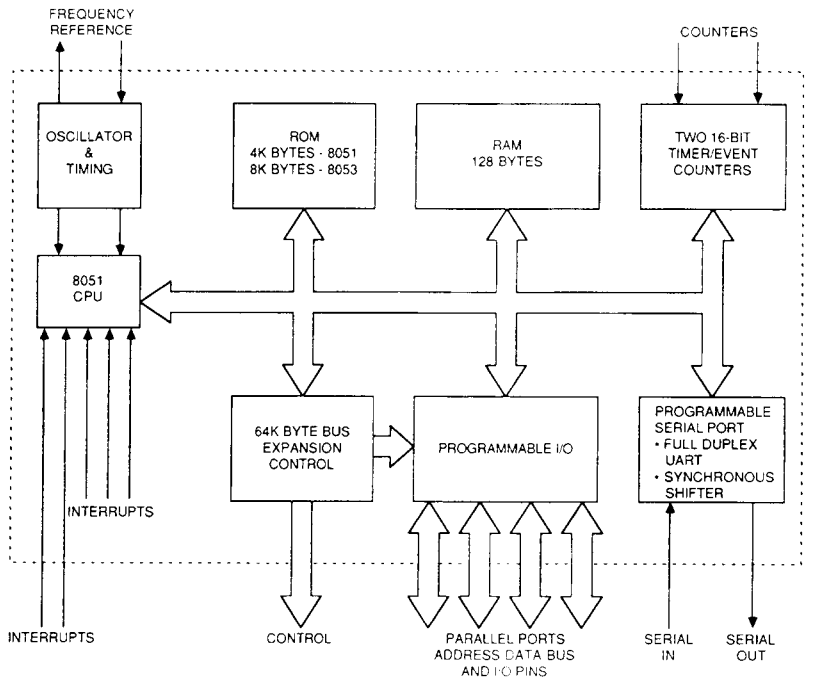 FREQUENCY
REFERENCE
COUNTERS
OSCILLATOR
&
TIMING
ROM
4K BYTES - 8051
8K BYTES - 8053
RAM
128 BYTES
TWO 16-BIT
TIMER/EVENT
COUNTERS
8051
CPU
64K BYTE BUS
EXPANSION
CONTROL
PROGRAMMABLE I/O
PROGRAMMABLE
SERIAL PORT
• FULL DUPLEX
UART
• SYNCHRONOUS
SHIFTER
INTERRUPTS
INTERRUPTS
CONTROL
PARALLEL PORTS
ADDRESS DATA BUS
AND I/O PINS
SERIAL
IN
SERIAL
OUT